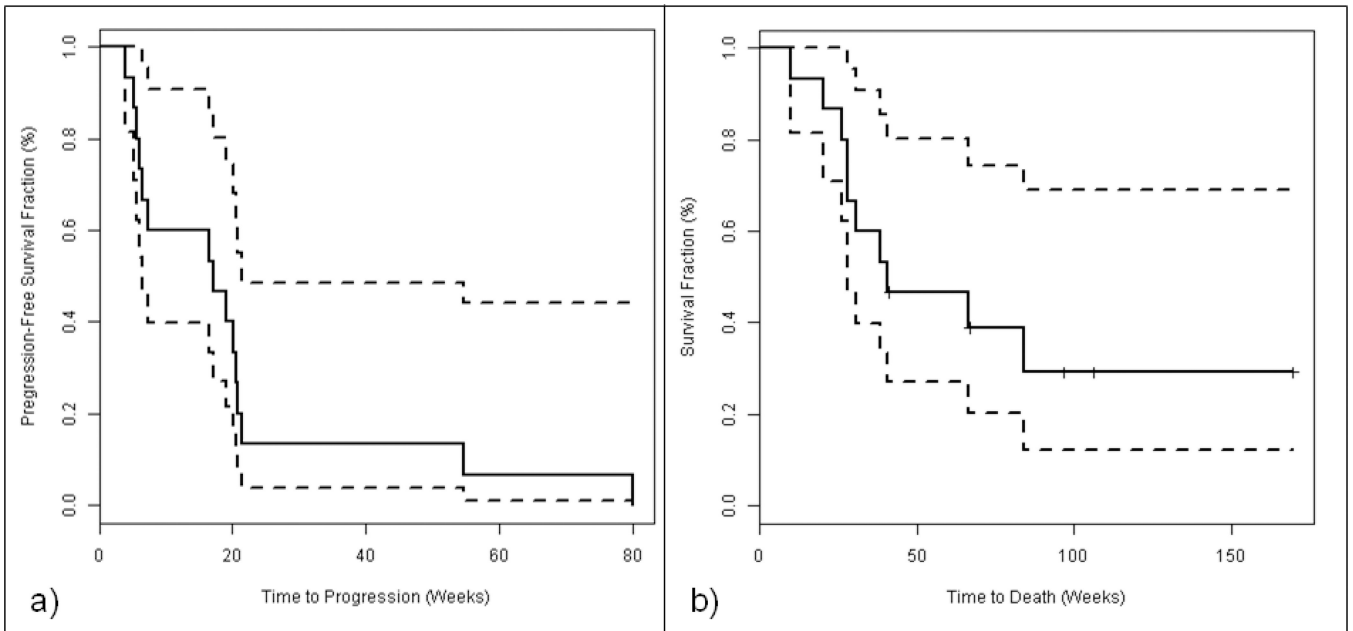 Pregression-Free Survival Fraction (%)
1.0
0.8
0.6
0.4
0.2
0.0
0 20 40 60 80
Time to Progression (Weeks)
a)
Survival Fraction (%)
1.0
0.8
0.6
0.4
0.2
0.0
0 50 100 150
Time to Death (Weeks)
b)